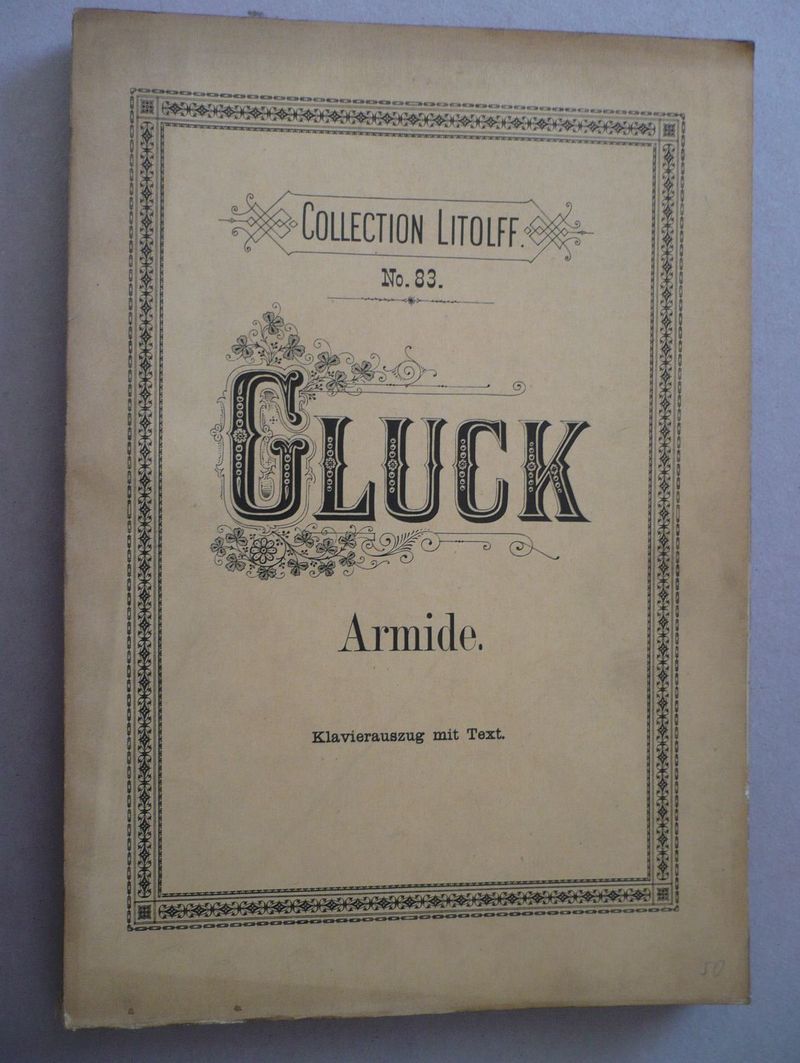 COLLECTION LITOLFF.
No. 83.
GLUCK
Armide.
Klavierauszug mit Text.
50